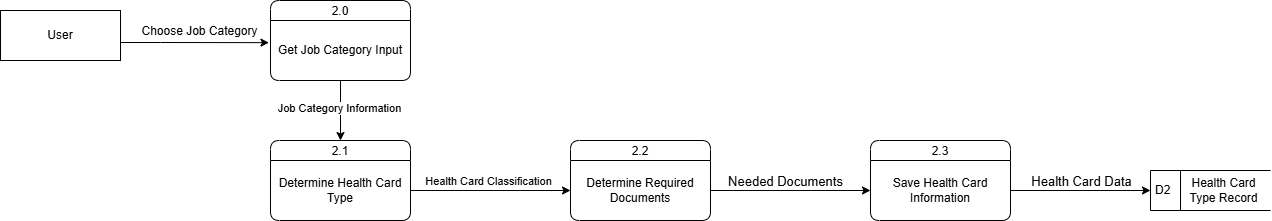 2.0
User
Choose Job Category
Get Job Category Input
Job Category Information
2.1
Determine Health Card
Type
Health Card Classification
2.2
Determine Required
Documents
Needed Documents
2.3
Save Health Card
Information
Health Card Data
D2
Health Card
Type Record